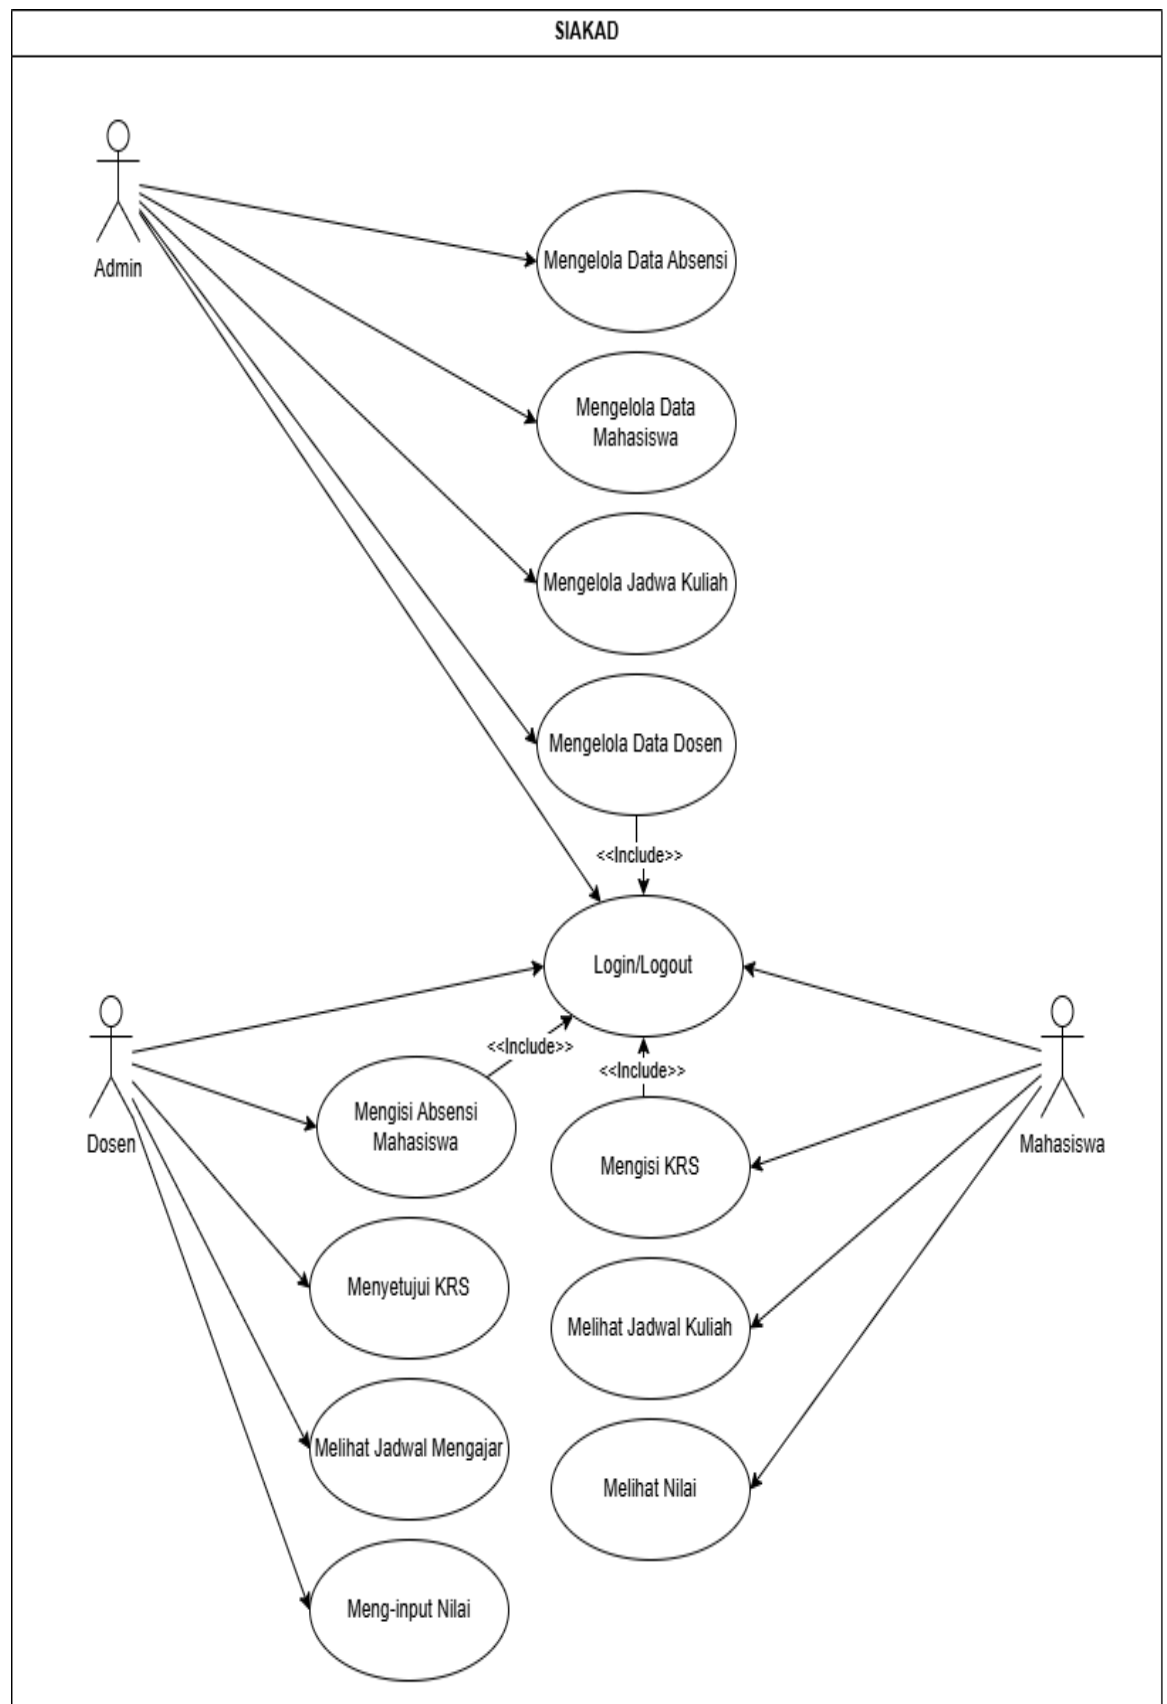 SIAKAD
Admin
Mengelola Data Absensi
Mengelola Data
Mahasiswa
Mengelola Jadwa Kuliah
Mengelola Data Dosen
<<Include>>
Login/Logout
<<Include>>
<<Include>>
Dosen
Mahasiswa
Mengisi Absensi
Mahasiswa
Mengisi KRS
Menyetujui KRS
Melihat Jadwal Kuliah
Melihat Jadwal Mengajar
Melihat Nilai
Meng-input Nilai